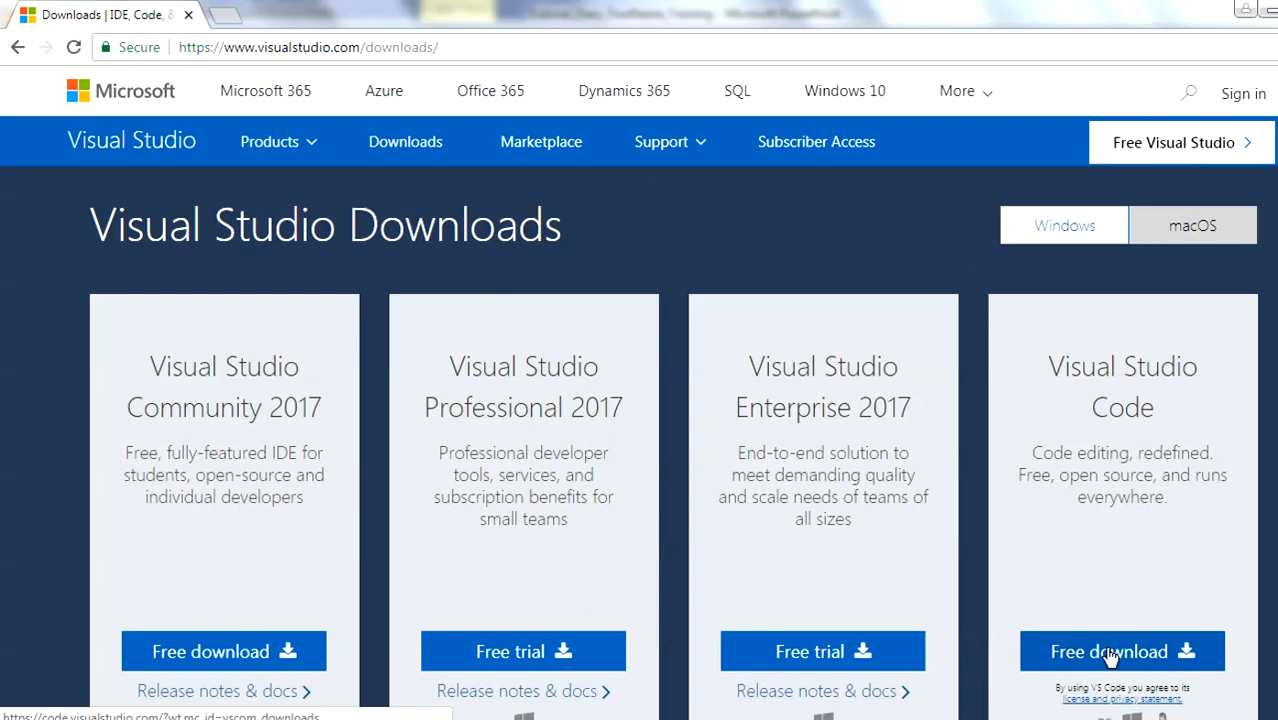 Downloads | IDE, Code, &
Secure
https://www.visualstudio.com/downloads/
Microsoft
Microsoft 365
Azure
Office 365
Dynamics 365
SQL
Windows 10
More
Sign in
Visual Studio
Products
Downloads
Marketplace
Support
Subscriber Access
Free Visual Studio
Visual Studio Downloads
Windows
macOS
Visual Studio
Community 2017
Free, fully-featured IDE for
students, open-source and
individual developers
Free download
Release notes & docs
Visual Studio
Professional 2017
Professional developer
tools, services, and
subscription benefits for
small teams
Free trial
Release notes & docs
Visual Studio
Enterprise 2017
End-to-end solution to
meet demanding quality
and scale needs of teams of
all sizes
Free trial
Release notes & docs
Visual Studio
Code
Code editing, redefined.
Free, open source, and runs
everywhere.
Free download
By using VS Code you agree to its
license and privacy statement.
https://code.visualstudio.com/?wt.mc_id=vscom_downloads